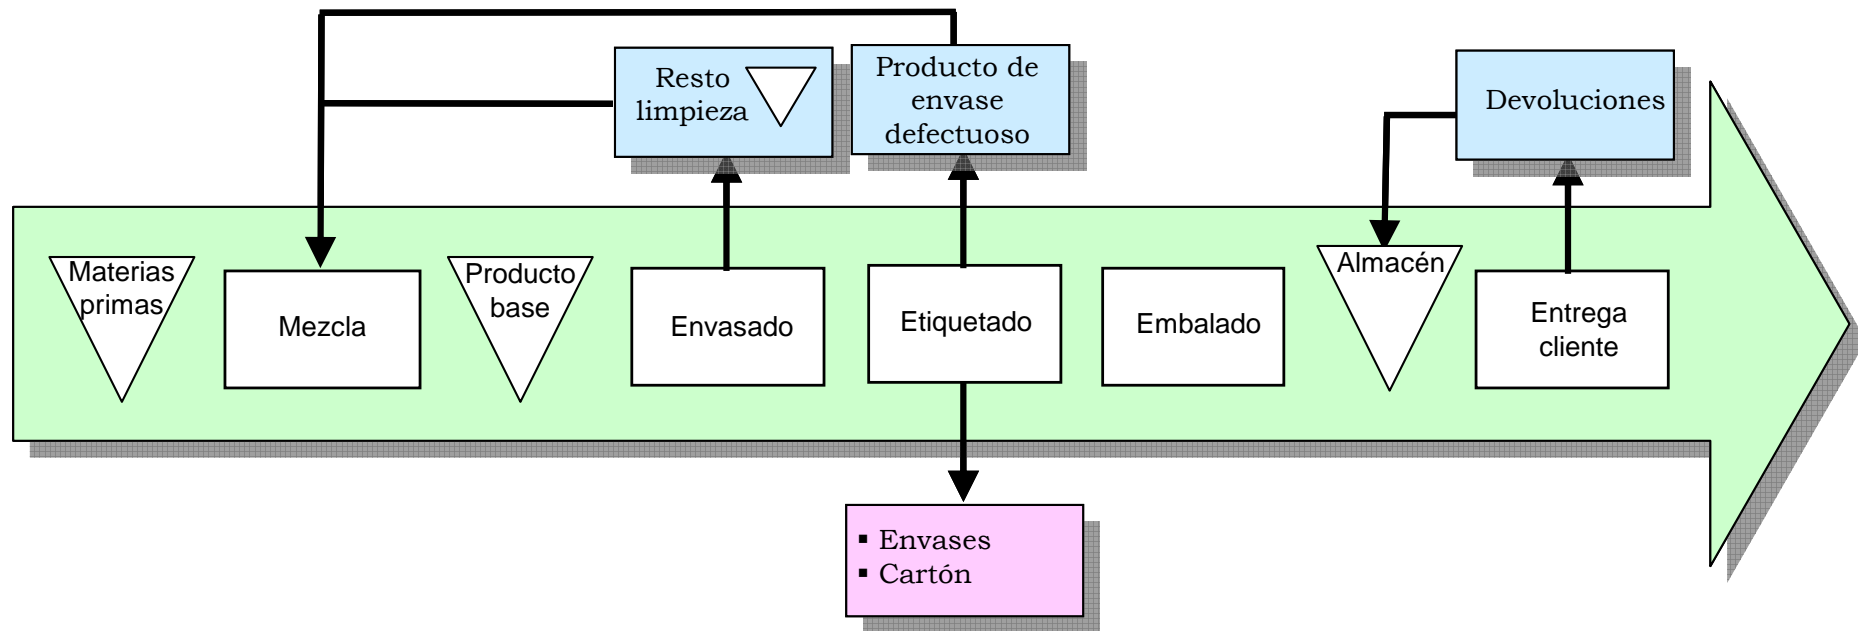 Resto
limpieza
Producto de
envase
defectuoso
Devoluciones
Materias
primas
Mezcla
Producto
base
Envasado
Etiquetado
Embalado
Almacén
Entrega
cliente
▪ Envases
▪ Cartón